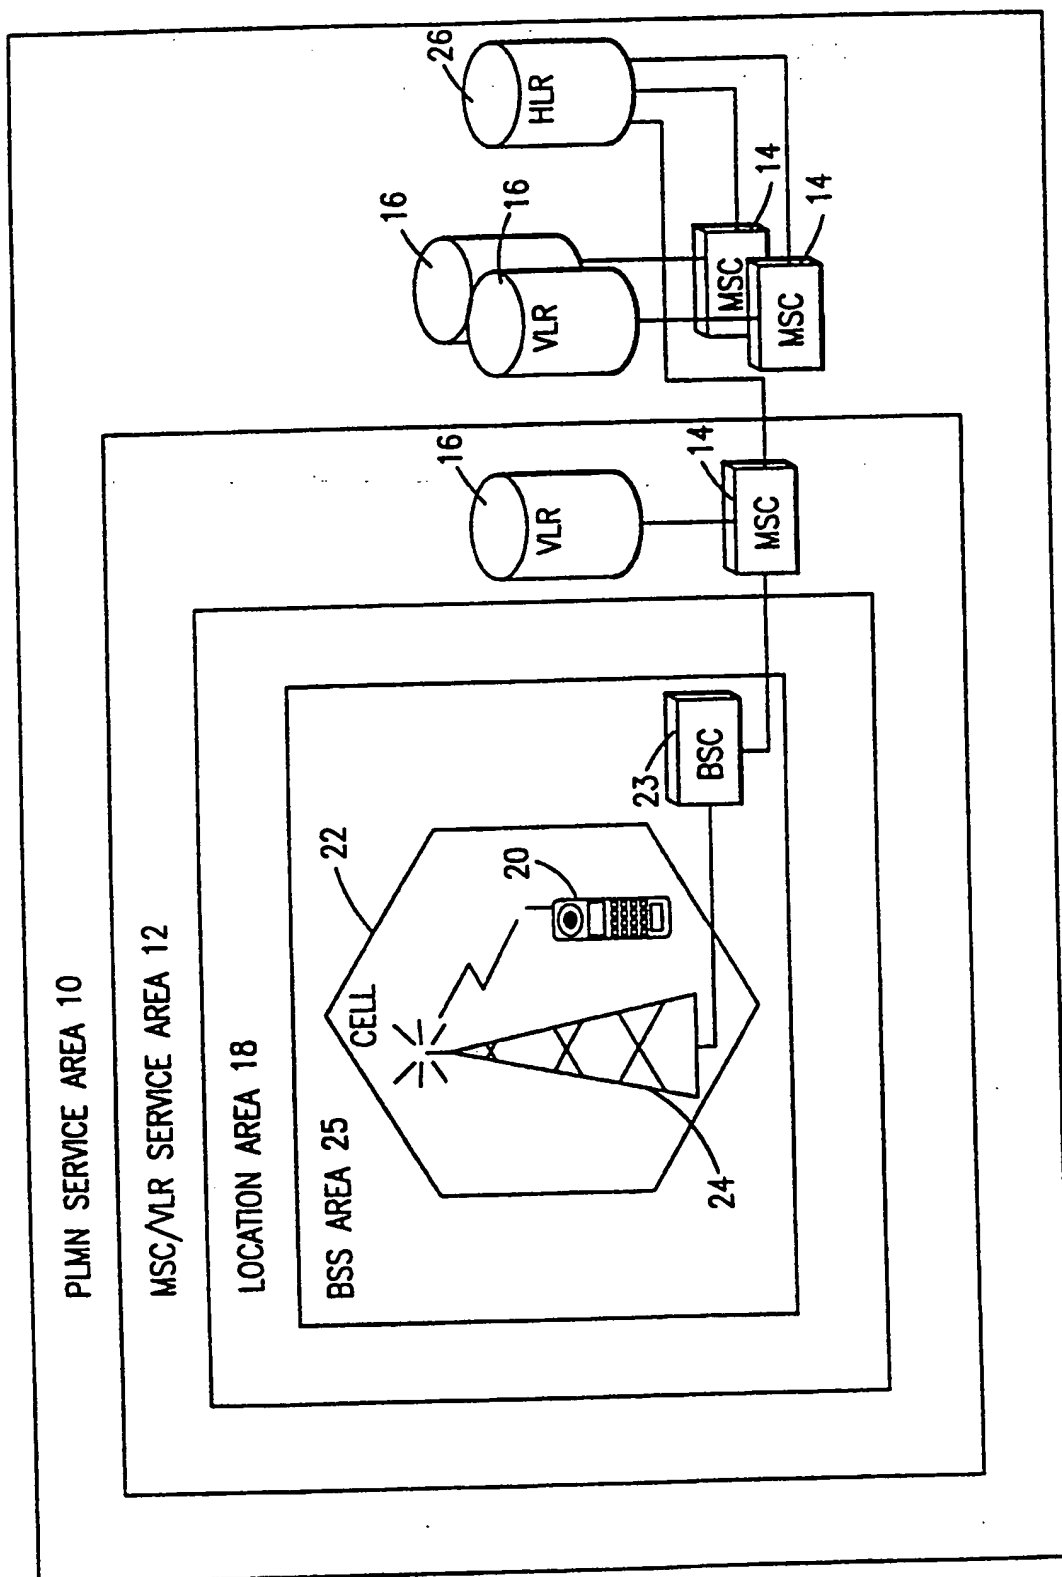 PLMN SERVICE AREA 10
MSC/VLR SERVICE AREA 12
LOCATION AREA 18
BSS AREA 25
CELL
22
20
24
23
BSC
16
VLR
14
MSC
16
16
VLR
MSC
14
MSC
14
26
HLR